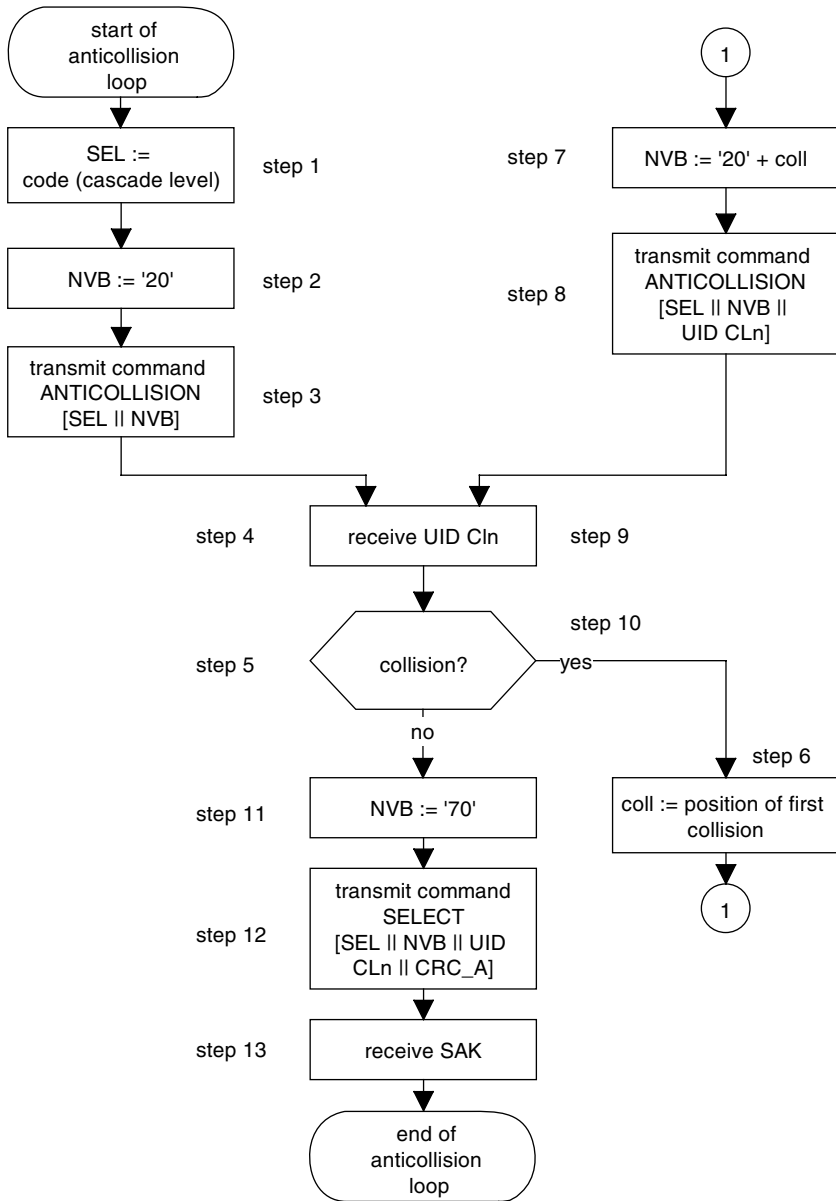 start of
anticollision
loop
SEL :=
code (cascade level)
step 1
NVB := '20'
step 2
transmit command
ANTICOLLISION
[SEL || NVB]
step 3
1
step 7
NVB := '20' + coll
step 8
transmit command
ANTICOLLISION
[SEL || NVB ||
UID CLn]
step 4
receive UID Cln
step 9
step 5
collision?
step 10
yes
no
step 6
coll := position of first
collision
1
step 11
NVB := '70'
step 12
transmit command
SELECT
[SEL || NVB || UID
CLn || CRC_A]
step 13
receive SAK
end of
anticollision
loop